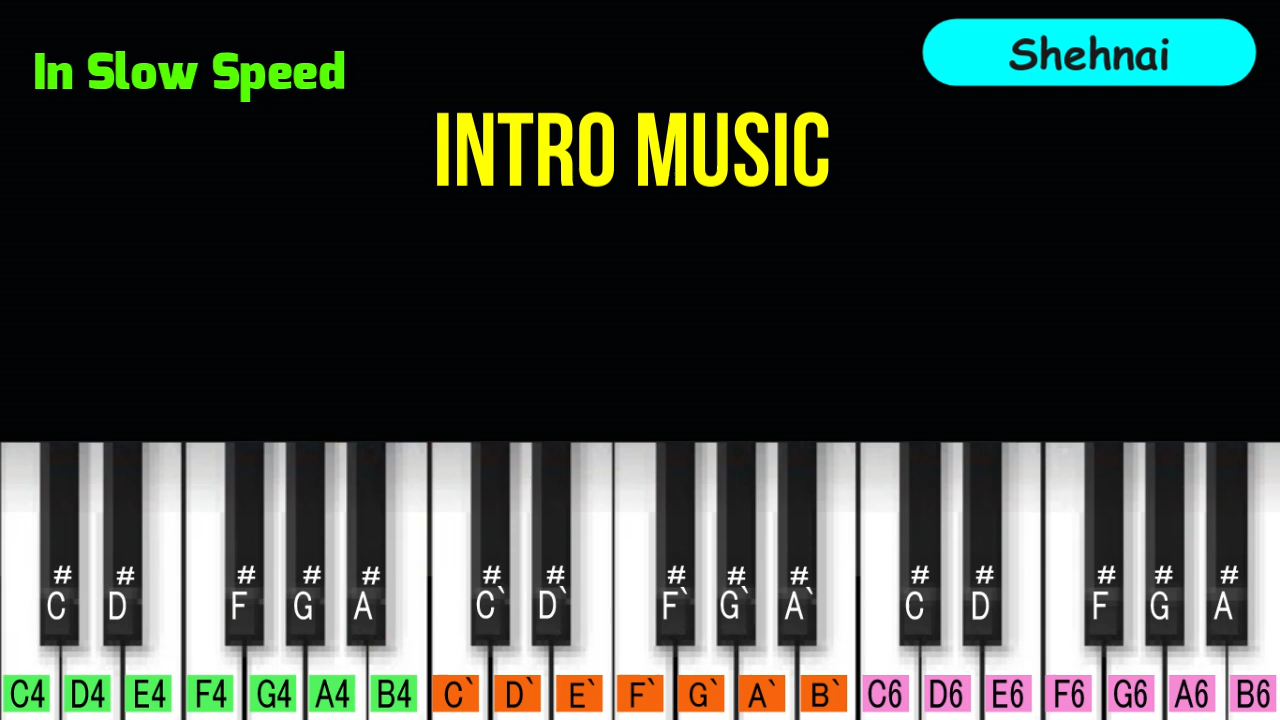 In Slow Speed
Shehnai
INTRO MUSIC
# # # # # # # # # # # # # # #
C D F G A C` D` F` G` A` C D F G A
C4 D4 E4 F4 G4 A4 B4 C` D` E` F` G` A` B` C6 D6 E6 F6 G6 A6 B6